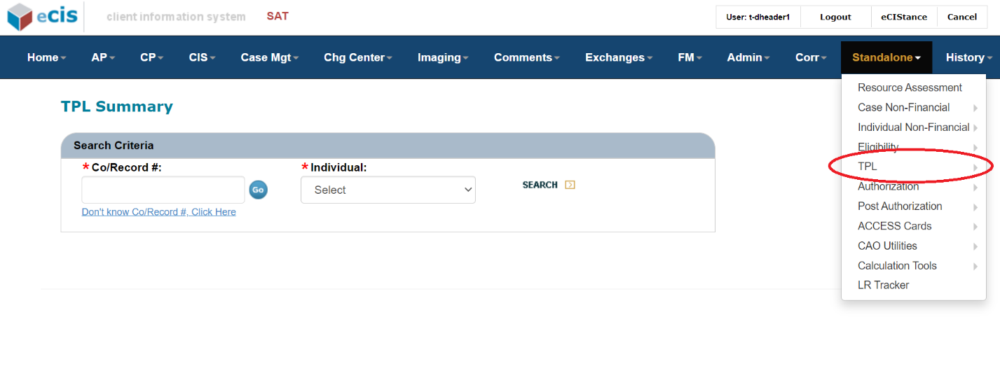 ecis client information system SAT User: t-dheader1 Logout eCIStance Cancel
Home AP CP CIS Case Mgt Chg Center Imaging Comments Exchanges FM Admin Corr Standalone History
TPL Summary
Search Criteria
*Co/Record #: *Individual:
Go Select SEARCH
Don't know Co/Record #, Click Here
Resource Assessment
Case Non-Financial
Individual Non-Financial
Eligibility
TPL
Authorization
Post Authorization
ACCESS Cards
CAO Utilities
Calculation Tools
LR Tracker